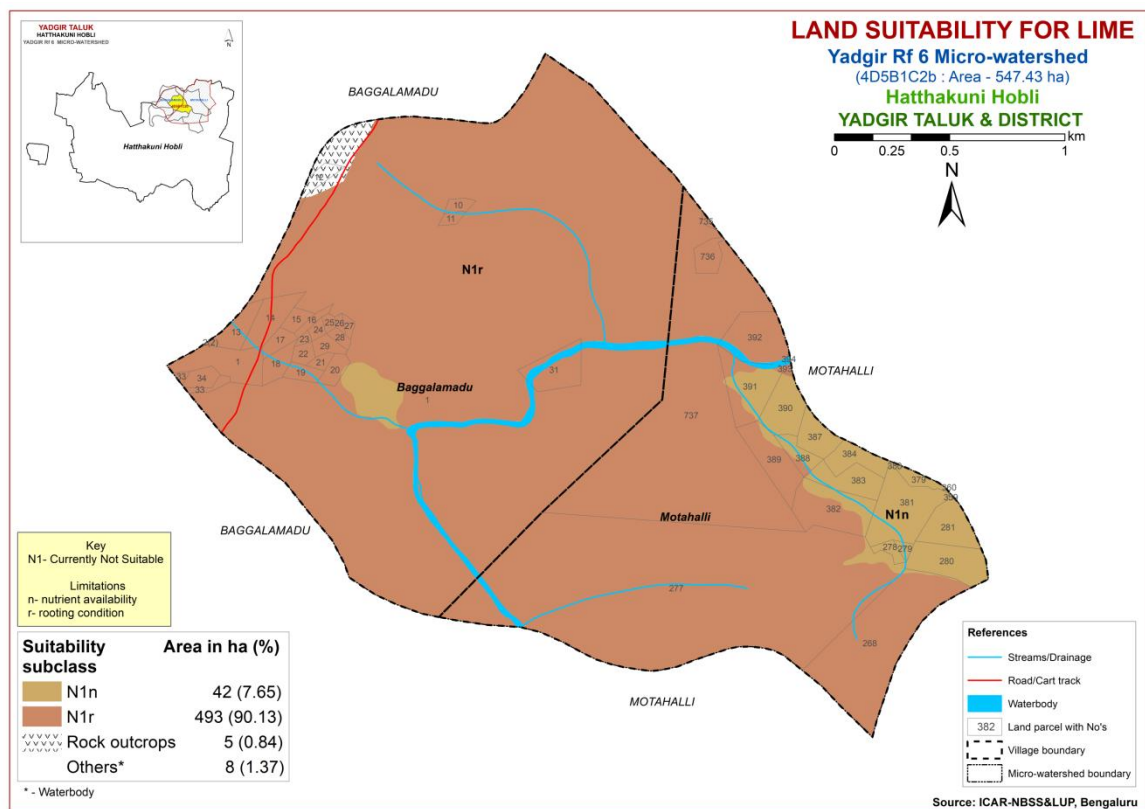 YADGIR TALUK
HATTHAKUNI HOBLI
YADGIR Rf 6 MICRO-WATERSHED
N
Hatthakuni Hobli
LAND SUITABILITY FOR LIME
Yadgir Rf 6 Micro-watershed
(4D5B1C2b : Area - 547.43 ha)
Hatthakuni Hobli
YADGIR TALUK & DISTRICT
km
0 0.25 0.5 1
N
BAGGALAMADU
12
10
11
N1r
735
736
13
14
15
16
25
26
27
24
17
23
28
22
29
1
18
19
21
20
33
34
33
Baggalamadu
1
31
392
394
395
MOTAHALLI
391
390
737
387
384
389
388
385
383
379
360
359
382
381
N1n
281
Motahalli
278
279
280
277
268
BAGGALAMADU
MOTAHALLI
Key
N1- Currently Not Suitable
Limitations
n- nutrient availability
r- rooting condition
Suitability subclass Area in ha (%)
N1n 42 (7.65)
N1r 493 (90.13)
Rock outcrops 5 (0.84)
Others* 8 (1.37)
* - Waterbody
References
Streams/Drainage
Road/Cart track
Waterbody
382 Land parcel with No's
Village boundary
Micro-watershed boundary
Source: ICAR-NBSS&LUP, Bengaluru